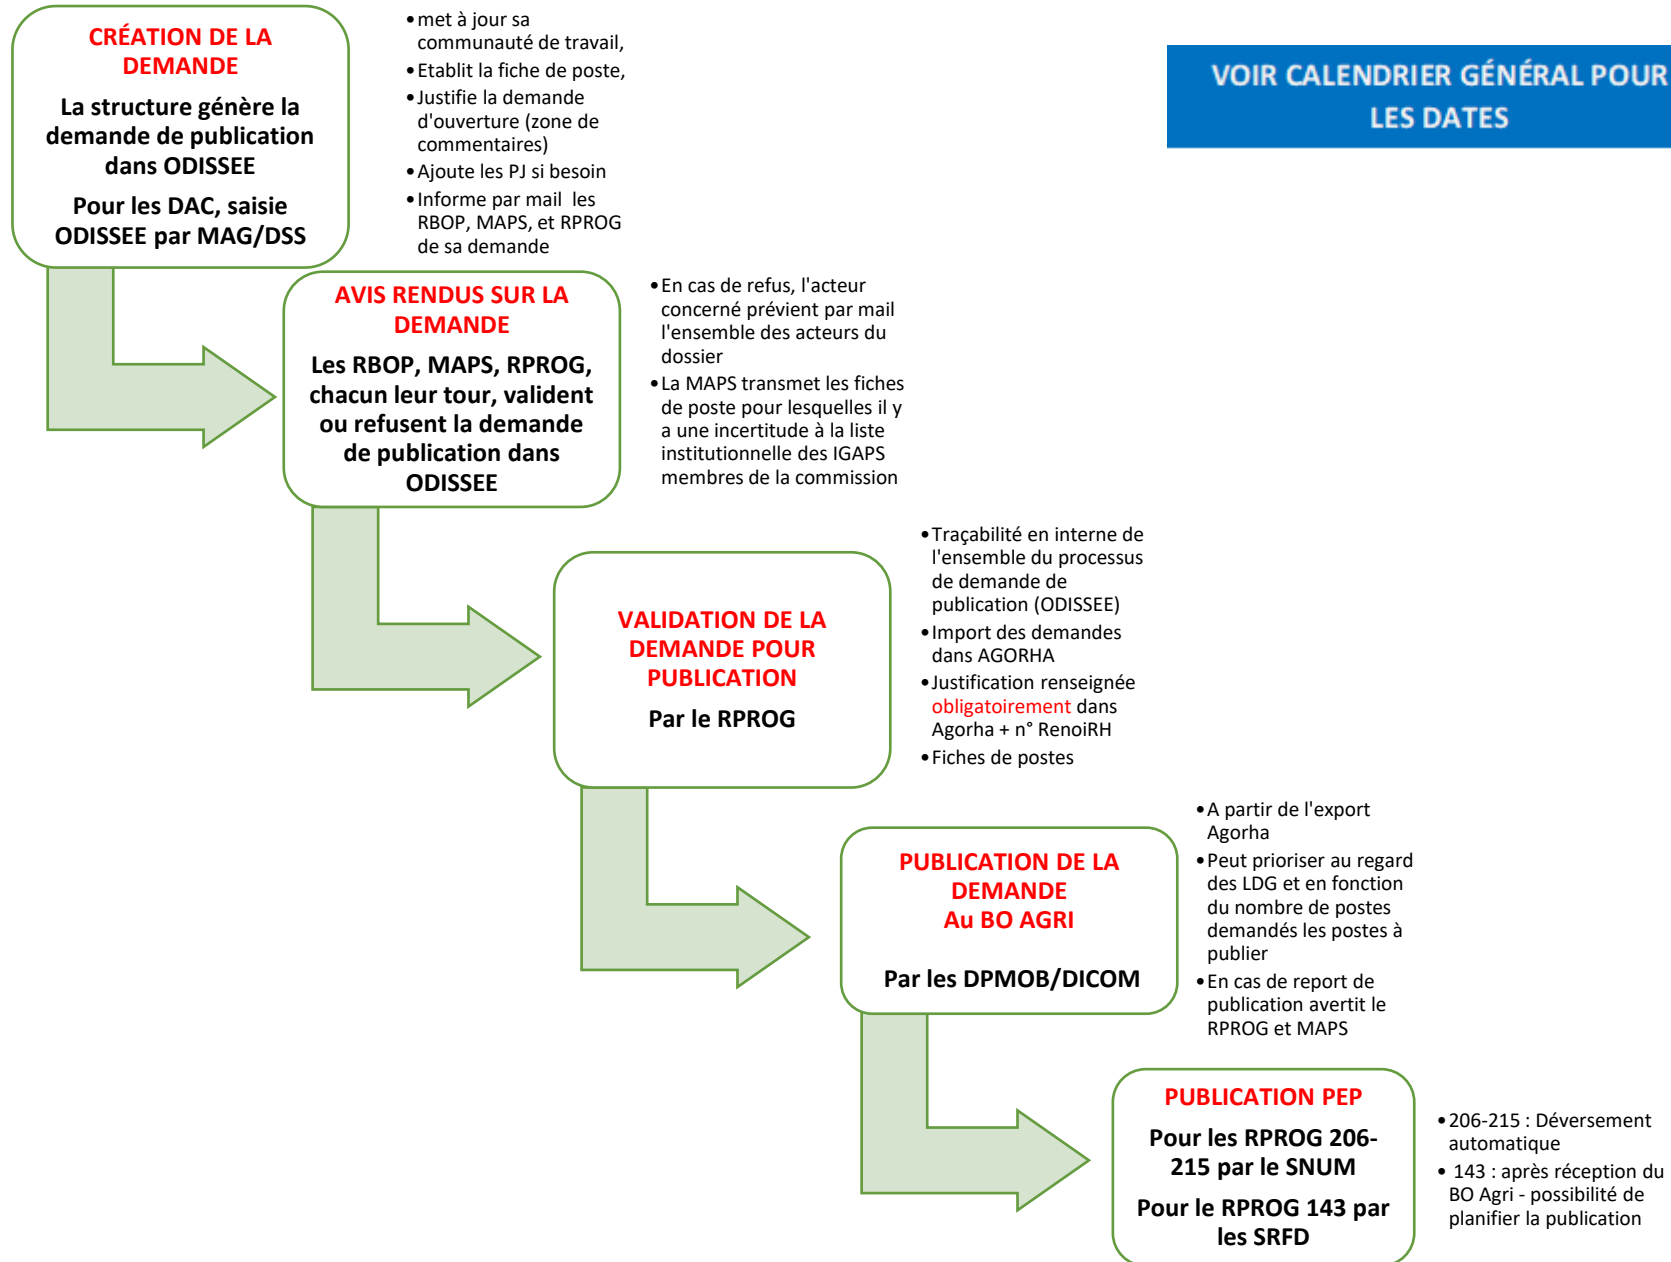 CRÉATION DE LA
DEMANDE
La structure génère la
demande de publication
dans ODISSEE
Pour les DAC, saisie
ODISSEE par MAG/DSS
•met à jour sa
communauté de travail,
•Etablit la fiche de poste,
•Justifie la demande
d'ouverture (zone de
commentaires)
•Ajoute les PJ si besoin
•Informe par mail les
RBOP, MAPS, et RPROG
de sa demande
VOIR CALENDRIER GÉNÉRAL POUR
LES DATES
AVIS RENDUS SUR LA
DEMANDE
Les RBOP, MAPS, RPROG,
chacun leur tour, valident
ou refusent la demande
de publication dans
ODISSEE
•En cas de refus, l'acteur
concerné prévient par mail
l'ensemble des acteurs du
dossier
•La MAPS transmet les fiches
de poste pour lesquelles il y
a une incertitude à la liste
institutionnelle des IGAPS
membres de la commission
VALIDATION DE LA
DEMANDE POUR
PUBLICATION
Par le RPROG
•Traçabilité en interne de
l'ensemble du processus
de demande de
publication (ODISSEE)
•Import des demandes
dans AGORHA
•Justification renseignée
obligatoirement dans
Agorha + n° RenoiRH
•Fiches de postes
PUBLICATION DE LA
DEMANDE
Au BO AGRI
Par les DPMOB/DICOM
•A partir de l'export
Agorha
•Peut prioriser au regard
des LDG et en fonction
du nombre de postes
demandés les postes à
publier
•En cas de report de
publication avertit le
RPROG et MAPS
PUBLICATION PEP
Pour les RPROG 206-
215 par le SNUM
Pour le RPROG 143 par
les SRFD
•206-215 : Déversement
automatique
• 143 : après réception du
BO Agri - possibilité de
planifier la publication